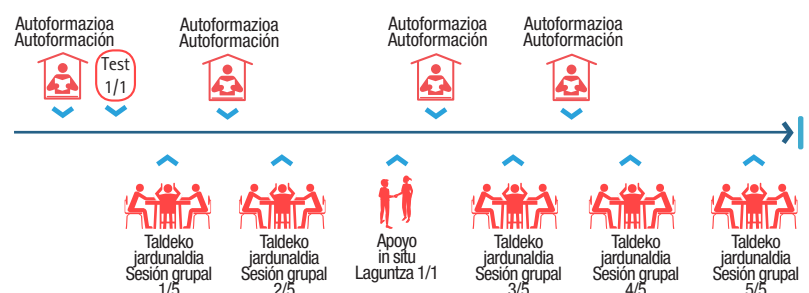 Autoformazioa
Autoformación
Test
1/1
Autoformazioa
Autoformación
Autoformazioa
Autoformación
Autoformazioa
Autoformación
Taldeko
jardunaldia
Sesión grupal
1/5
Taldeko
jardunaldia
Sesión grupal
2/5
Apoyo
in situ
Laguntza 1/1
Taldeko
jardunaldia
Sesión grupal
3/5
Taldeko
jardunaldia
Sesión grupal
4/5
Taldeko
jardunaldia
Sesión grupal
5/5